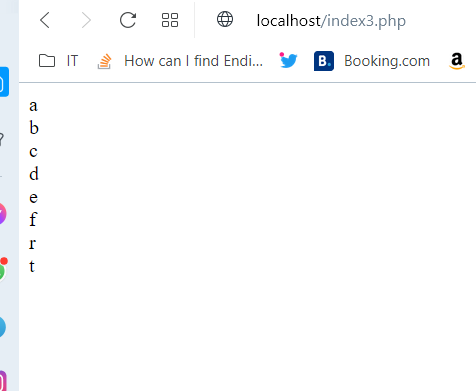 localhost/index3.php
IT
How can I find Endi...
B.
Booking.com
a
a
b
c
d
e
f
r
t